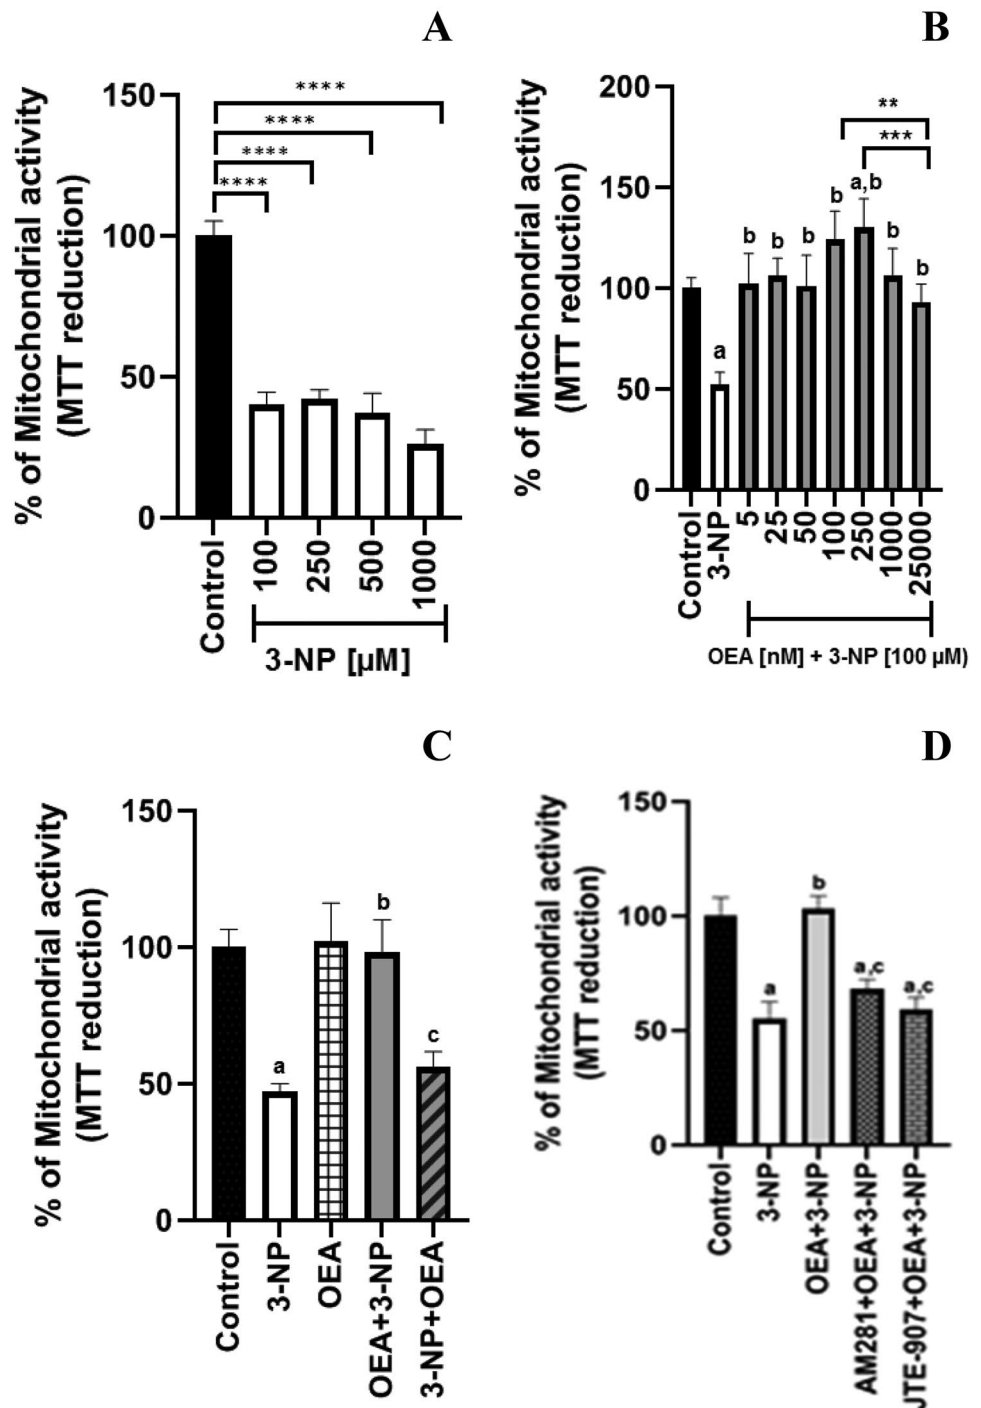 A
% of Mitochondrial activity
(MTT reduction)
150
100
50
0
****
****
****
****
Control
100
250
500
1000
3-NP [µM]
B
% of Mitochondrial activity
(MTT reduction)
200
150
100
50
0
**
***
a
b
b
b
b
a,b
b
b
Control
3-NP
5
25
50
100
250
1000
25000
OEA [nM] + 3-NP [100 µM)
C
% of Mitochondrial activity
(MTT reduction)
150
100
50
0
a
b
c
Control
3-NP
OEA
OEA+3-NP
3-NP+OEA
D
% of Mitochondrial activity
(MTT reduction)
150
100
50
0
a
b
a,c
a,c
Control
3-NP
OEA+3-NP
AM281+OEA+3-NP
JTE-907+OEA+3-NP